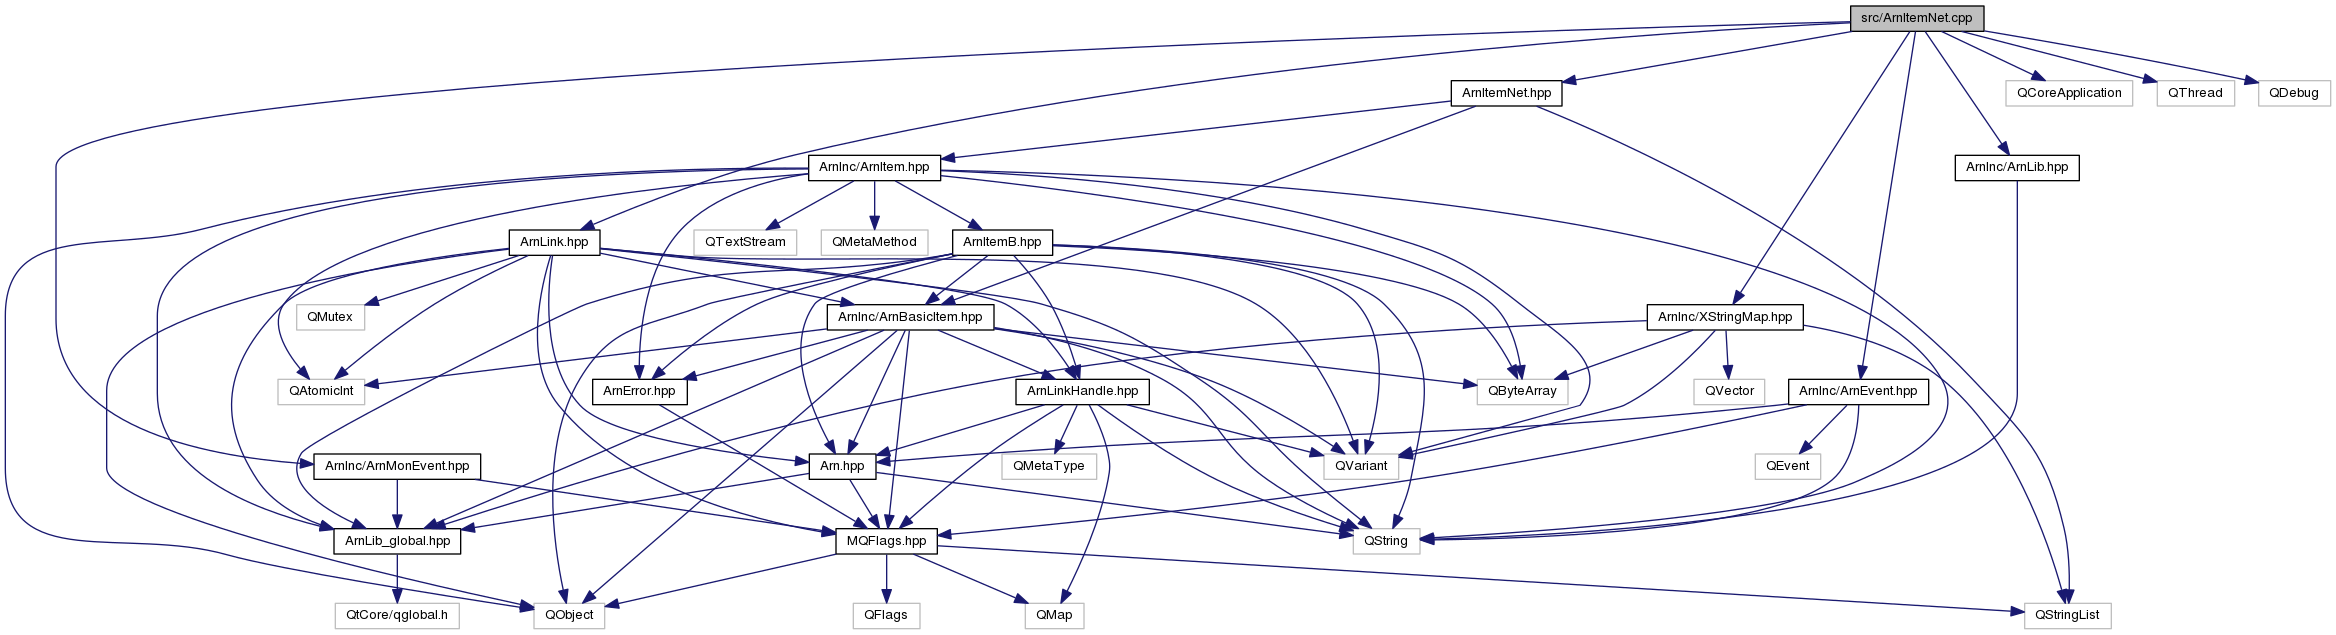 src/ArnItemNet.cpp
ArnItemNet.hpp
QCoreApplication
QThread
QDebug
ArnInc/ArnItem.hpp
ArnInc/ArnLib.hpp
ArnLink.hpp
QTextStream
QMetaMethod
ArnItemB.hpp
QMutex
ArnInc/ArnBasicItem.hpp
ArnInc/XStringMap.hpp
QAtomicInt
ArnError.hpp
ArnLinkHandle.hpp
QByteArray
QVector
ArnInc/ArnEvent.hpp
ArnInc/ArnMonEvent.hpp
Arn.hpp
QMetaType
QVariant
QEvent
ArnLib_global.hpp
MQFlags.hpp
QString
QtCore/qglobal.h
QObject
QFlags
QMap
QStringList